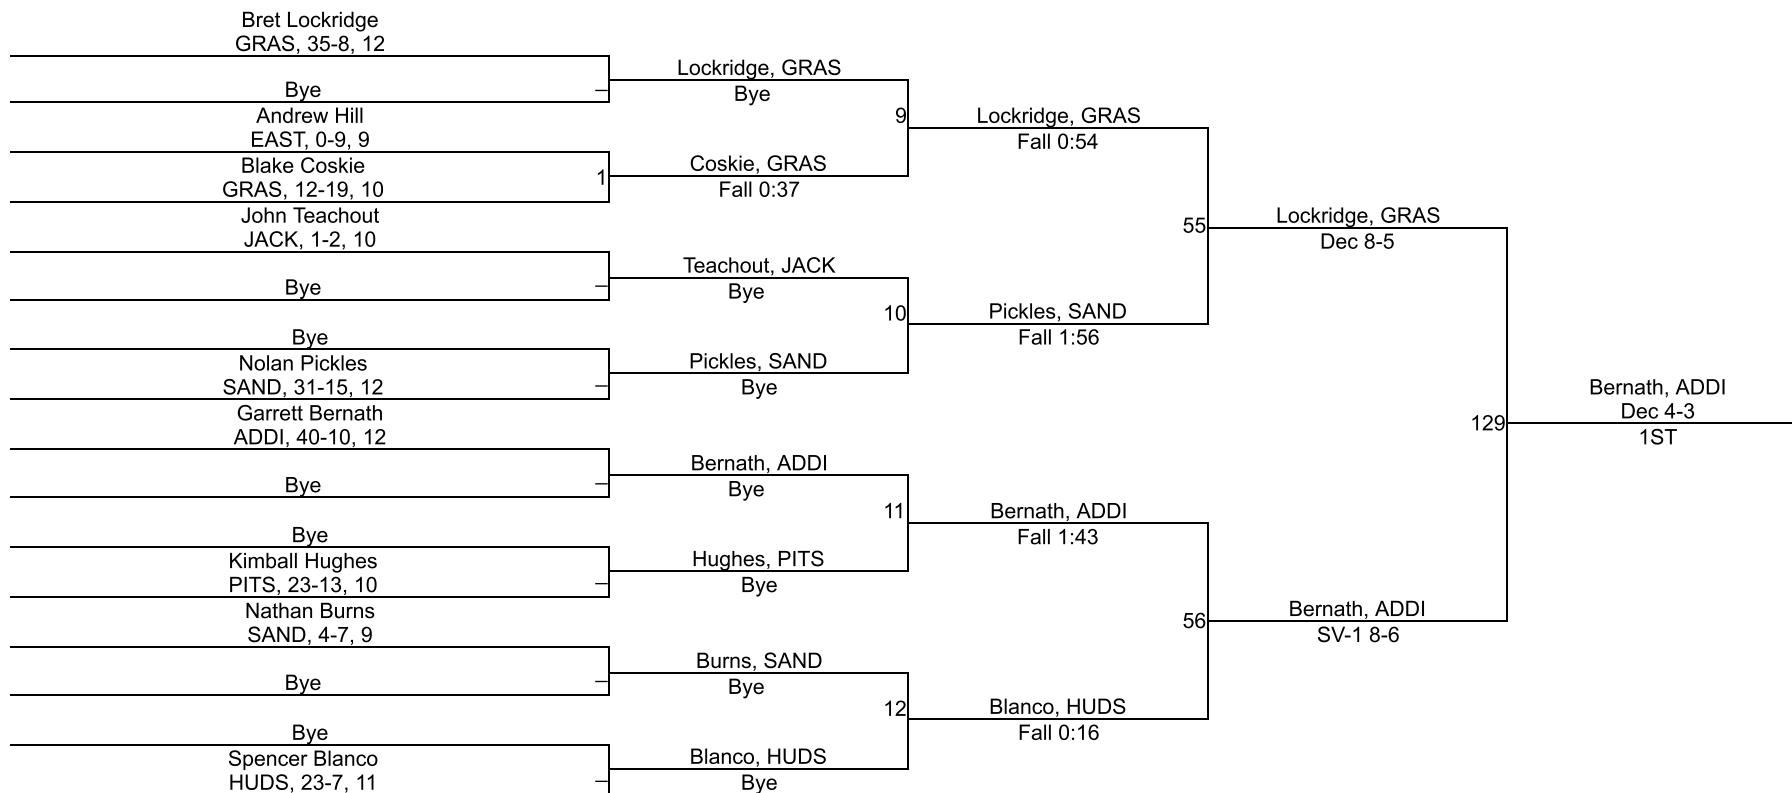 Bret Lockridge
GRAS, 35-8, 12
Bye
Andrew Hill
EAST, 0-9, 9
Blake Coskie
GRAS, 12-19, 10
John Teachout
JACK, 1-2, 10
Bye
Bye
Nolan Pickles
SAND, 31-15, 12
Garrett Bernath
ADDI, 40-10, 12
Bye
Bye
Kimball Hughes
PITS, 23-13, 10
Nathan Burns
SAND, 4-7, 9
Bye
Bye
Spencer Blanco
HUDS, 23-7, 11
–
1
–
–
–
–
–
–
Lockridge, GRAS
Bye
Coskie, GRAS
Fall 0:37
Teachout, JACK
Bye
Pickles, SAND
Bye
Bernath, ADDI
Bye
Hughes, PITS
Bye
Burns, SAND
Bye
Blanco, HUDS
Bye
9
10
11
12
Lockridge, GRAS
Fall 0:54
Pickles, SAND
Fall 1:56
Bernath, ADDI
Fall 1:43
Blanco, HUDS
Fall 0:16
55
56
Lockridge, GRAS
Dec 8-5
Bernath, ADDI
SV-1 8-6
129
Bernath, ADDI
Dec 4-3
1ST